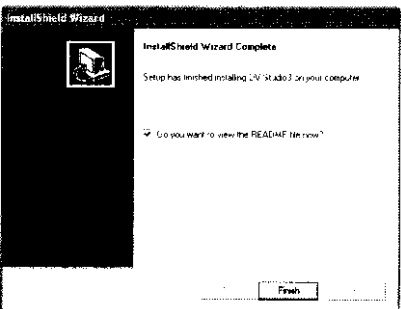 InstallShield Wizard
InstallShield Wizard Complete
Setup has finished installing DV Studio3 on your computer
Do you want to view the README file now?
Finish